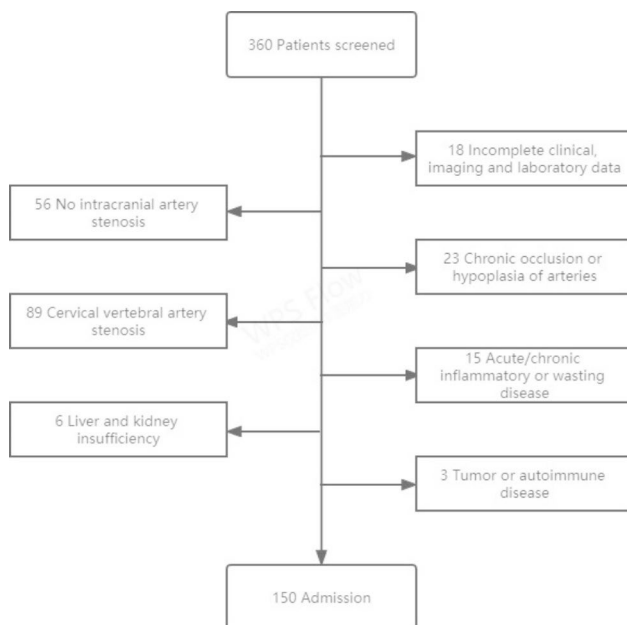 360 Patients screened
18 Incomplete clinical,
imaging and laboratory data
56 No intracranial artery
stenosis
23 Chronic occlusion or
hypoplasia of arteries
89 Cervical vertebral artery
stenosis
WPS Flow
15 Acute/chronic
inflammatory or wasting
disease
6 Liver and kidney
insufficiency
3 Tumor or autoimmune
disease
150 Admission